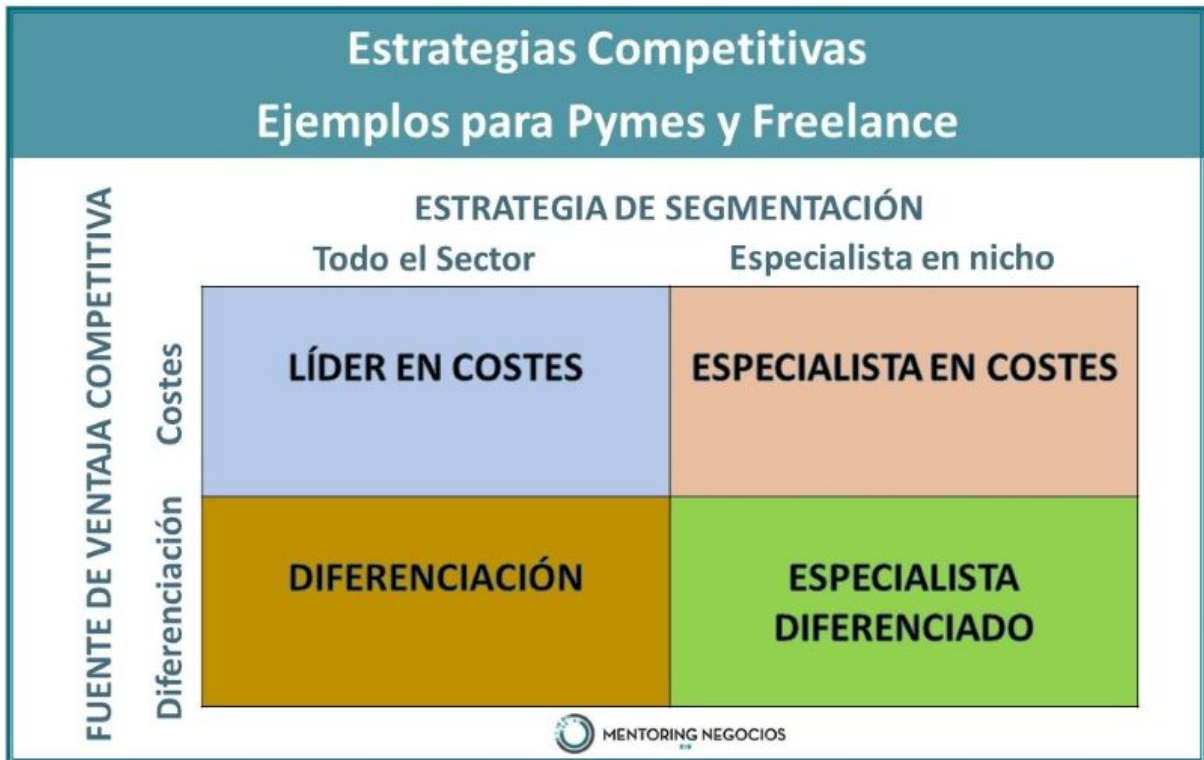 Estrategias Competitivas
Ejemplos para Pymes y Freelance
ESTRATEGIA DE SEGMENTACIÓN
Todo el Sector
Especialista en nicho
FUENTE DE VENTAJA COMPETITIVA
Costes
LÍDER EN COSTES
ESPECIALISTA EN COSTES
Diferenciación
DIFERENCIACIÓN
ESPECIALISTA
DIFERENCIADO
MENTORING NEGOCIOS